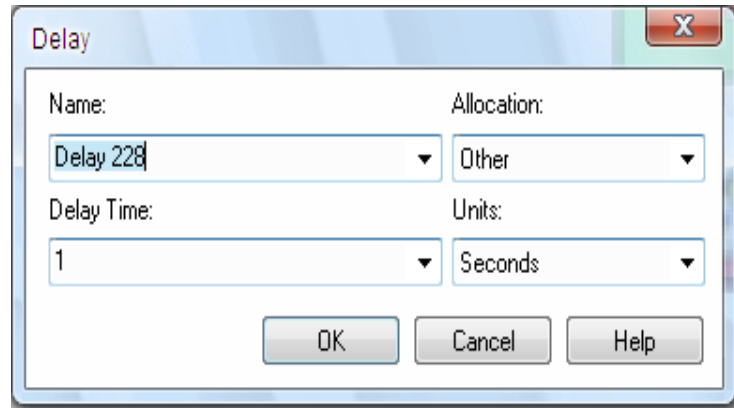 Delay
Name: Allocation:
Delay 228 Other
Delay Time: Units:
1 Seconds
OK Cancel Help